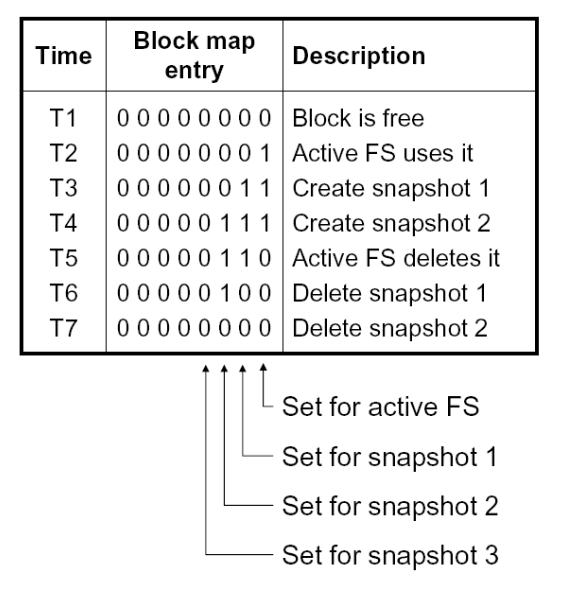 Time Block map entry Description
T1 0 0 0 0 0 0 0 0 Block is free
T2 0 0 0 0 0 0 0 1 Active FS uses it
T3 0 0 0 0 0 0 1 1 Create snapshot 1
T4 0 0 0 0 0 1 1 1 Create snapshot 2
T5 0 0 0 0 0 1 1 0 Active FS deletes it
T6 0 0 0 0 0 1 0 0 Delete snapshot 1
T7 0 0 0 0 0 0 0 0 Delete snapshot 2
Set for active FS
Set for snapshot 1
Set for snapshot 2
Set for snapshot 3